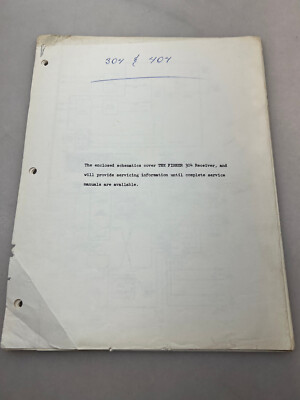 304 & 404
The enclosed schematics cover THE FISHER 304 Receiver, and
will provide servicing information until complete service
manuals are available.